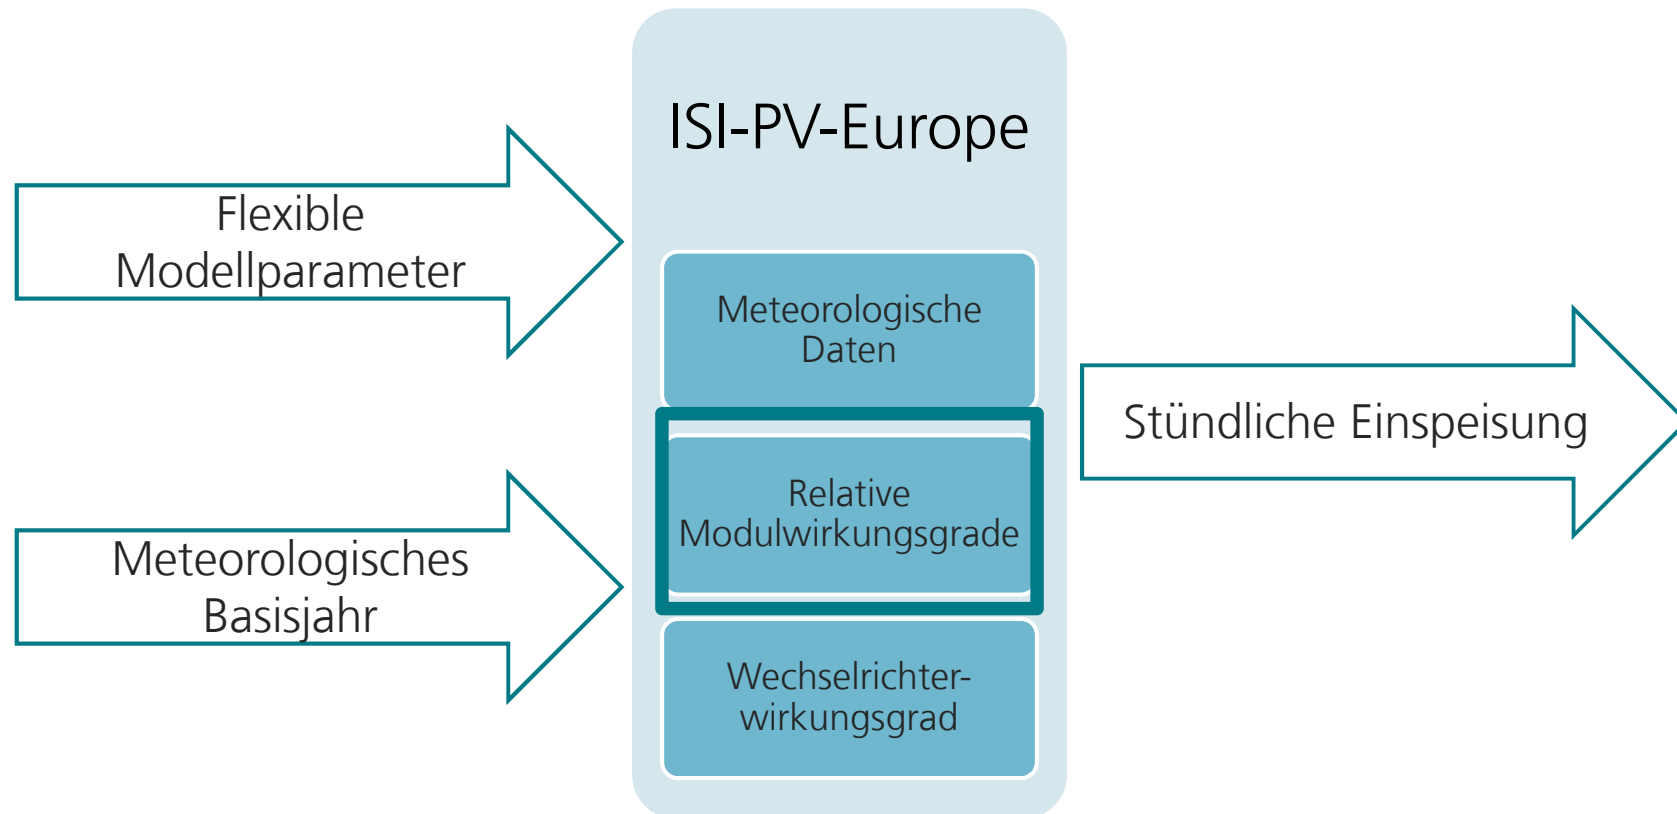 ISI-PV-Europe
Flexible
Modellparameter
Meteorologisches
Basisjahr
Meteorologische
Daten
Relative
Modulwirkungsgrade
Wechselrichter-
wirkungsgrad
Stündliche Einspeisung